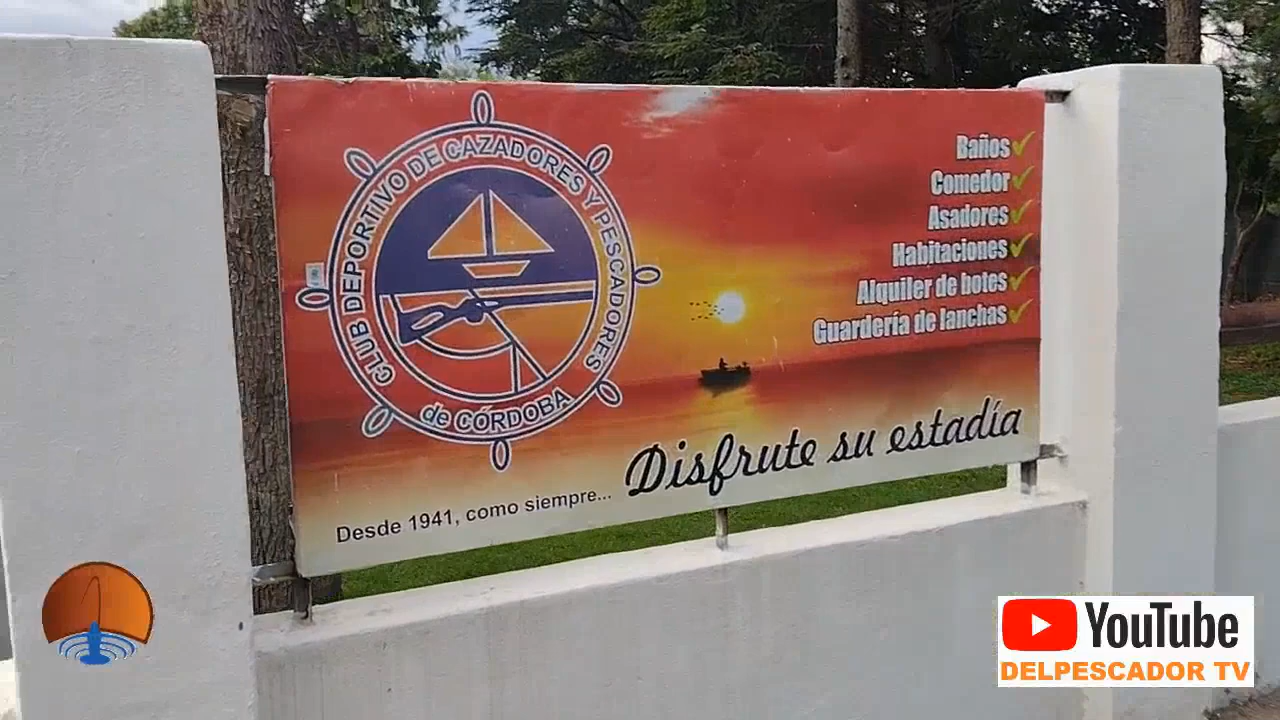 CLUB DEPORTIVO DE CAZADORES Y PESCADORES
de CÓRDOBA
Baños
Comedor
Asadores
Habitaciones
Alquiler de botes
Guardería de lanchas
Desde 1941, como siempre...
Disfrute su estadía
YouTube
DELPESCADOR TV